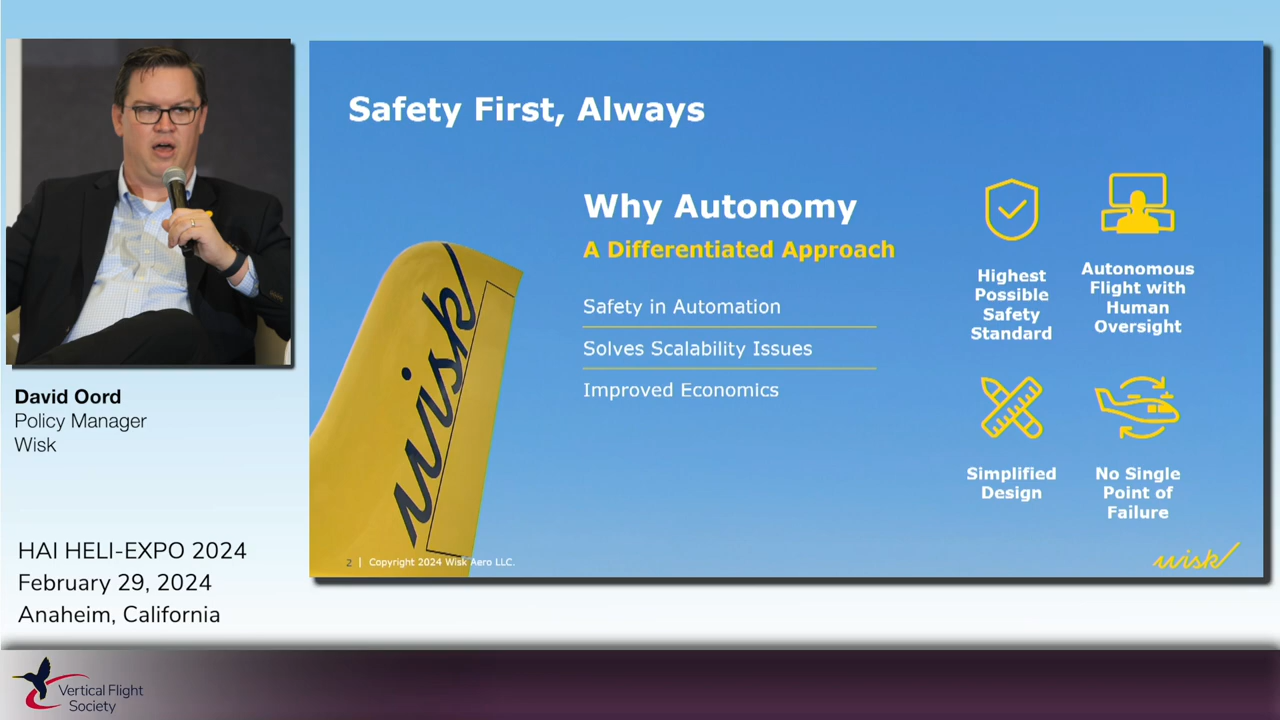 David Oord
Policy Manager
Wisk
HAI HELI-EXPO 2024
February 29, 2024
Anaheim, California
Vertical Flight
Society
Safety First, Always
Why Autonomy
A Differentiated Approach
Safety in Automation
Solves Scalability Issues
Improved Economics
Highest
Possible
Safety
Standard
Autonomous
Flight with
Human
Oversight
Simplified
Design
No Single
Point of
Failure
wisk
2 | Copyright 2024 Wisk Aero LLC.
wisk